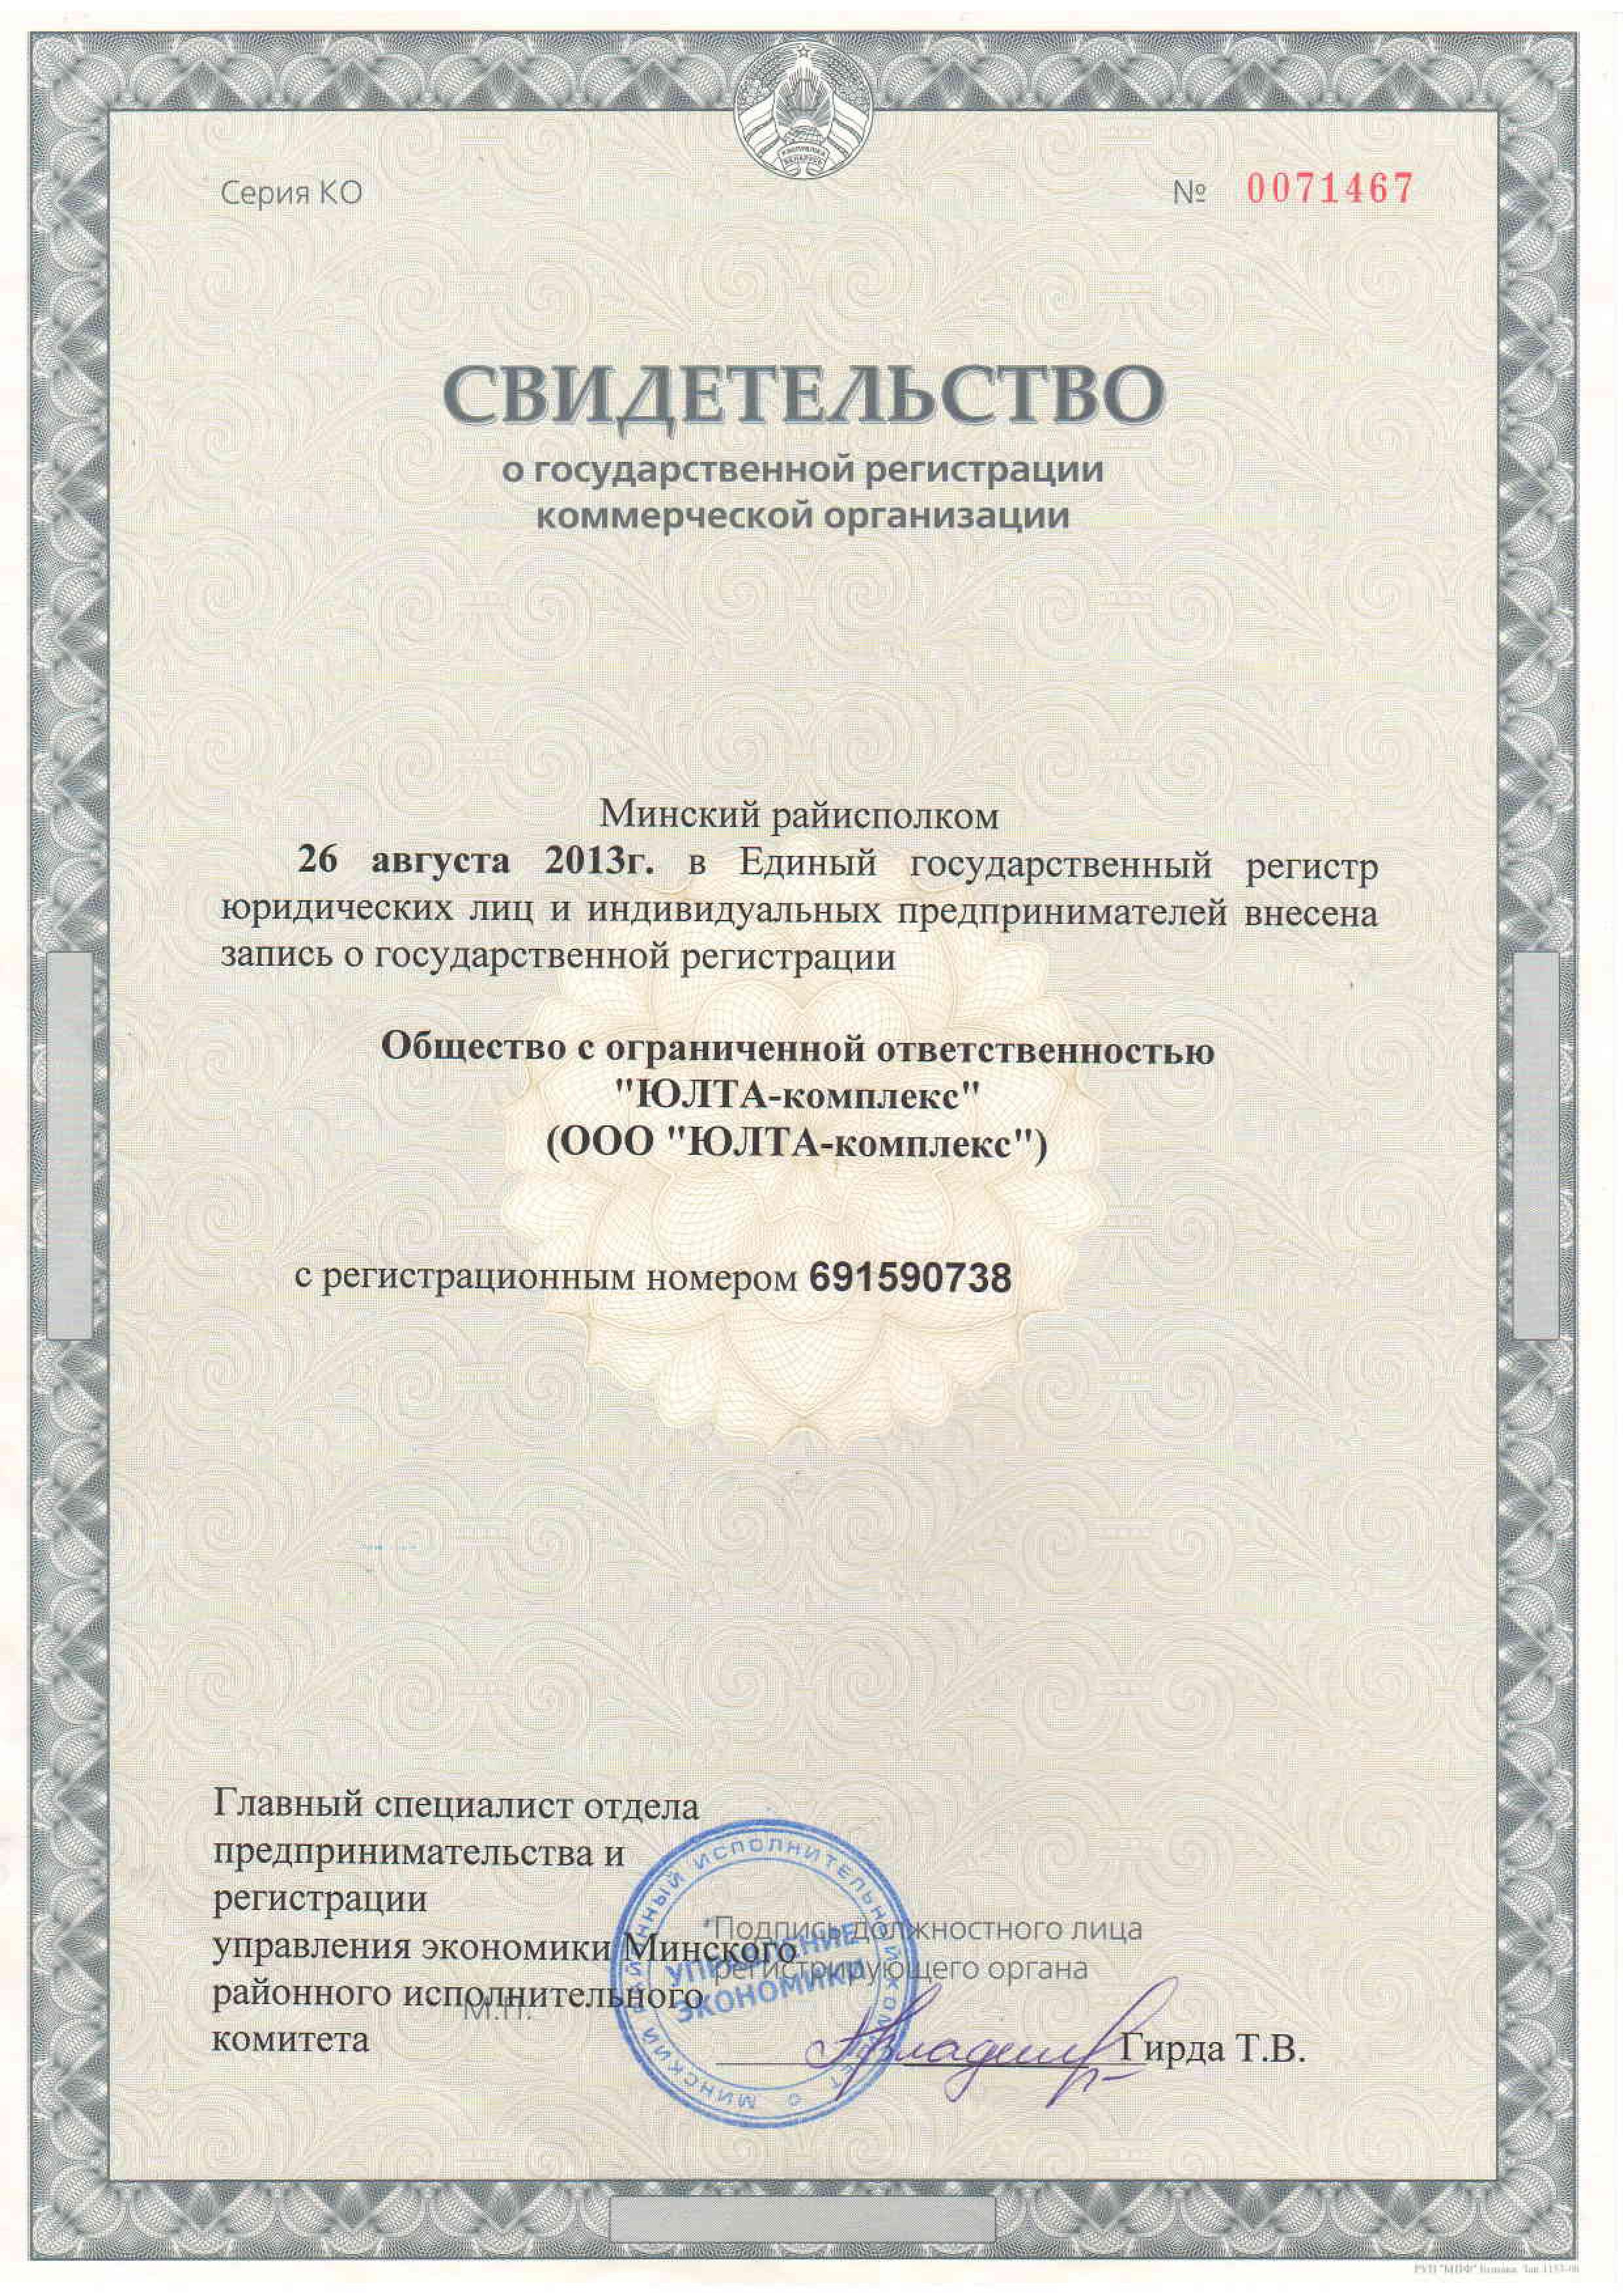 РЭСПУБЛІКА
БЕЛАРУСЬ
Серия КО
№ 0071467
СВИДЕТЕЛЬСТВО
о государственной регистрации
коммерческой организации
Минский райисполком
26 августа 2013г. в Единый государственный регистр
юридических лиц и индивидуальных предпринимателей внесена
запись о государственной регистрации
Общество с ограниченной ответственностью
"ЮЛТА-комплекс"
(ООО "ЮЛТА-комплекс")
с регистрационным номером 691590738
Главный специалист отдела
предпринимательства и
регистрации
управления экономики Минского
районного исполнительного
комитета
М.П.
Подпись должностного лица
регистрирующего органа
Гирда Т.В.
МИНСКИЙ РАЙОННЫЙ ИСПОЛНИТЕЛЬНЫЙ КОМИТЕТ
УПРАВЛЕНИЕ
ЭКОНОМИКИ